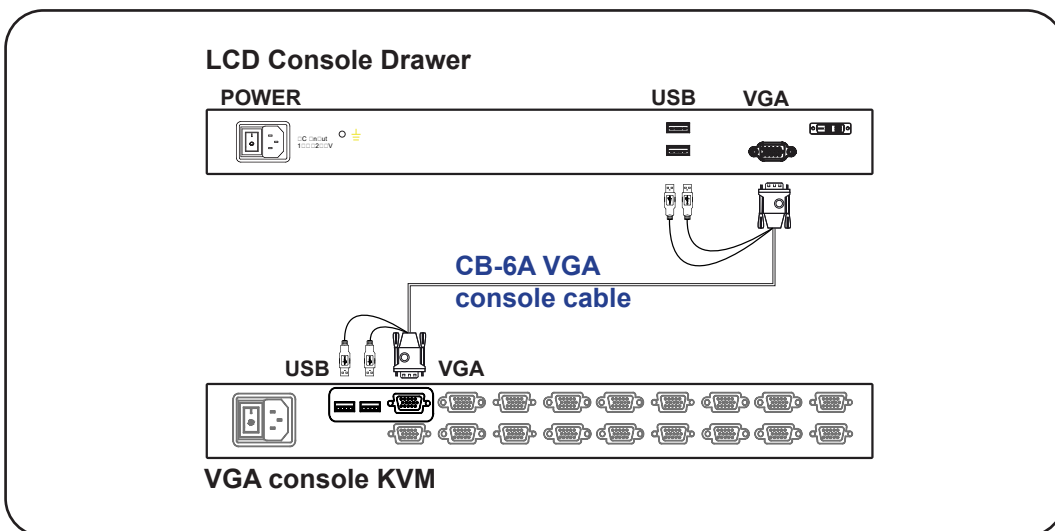 LCD Console Drawer
POWER
USB VGA
CB-6A VGA
console cable
USB VGA
VGA console KVM